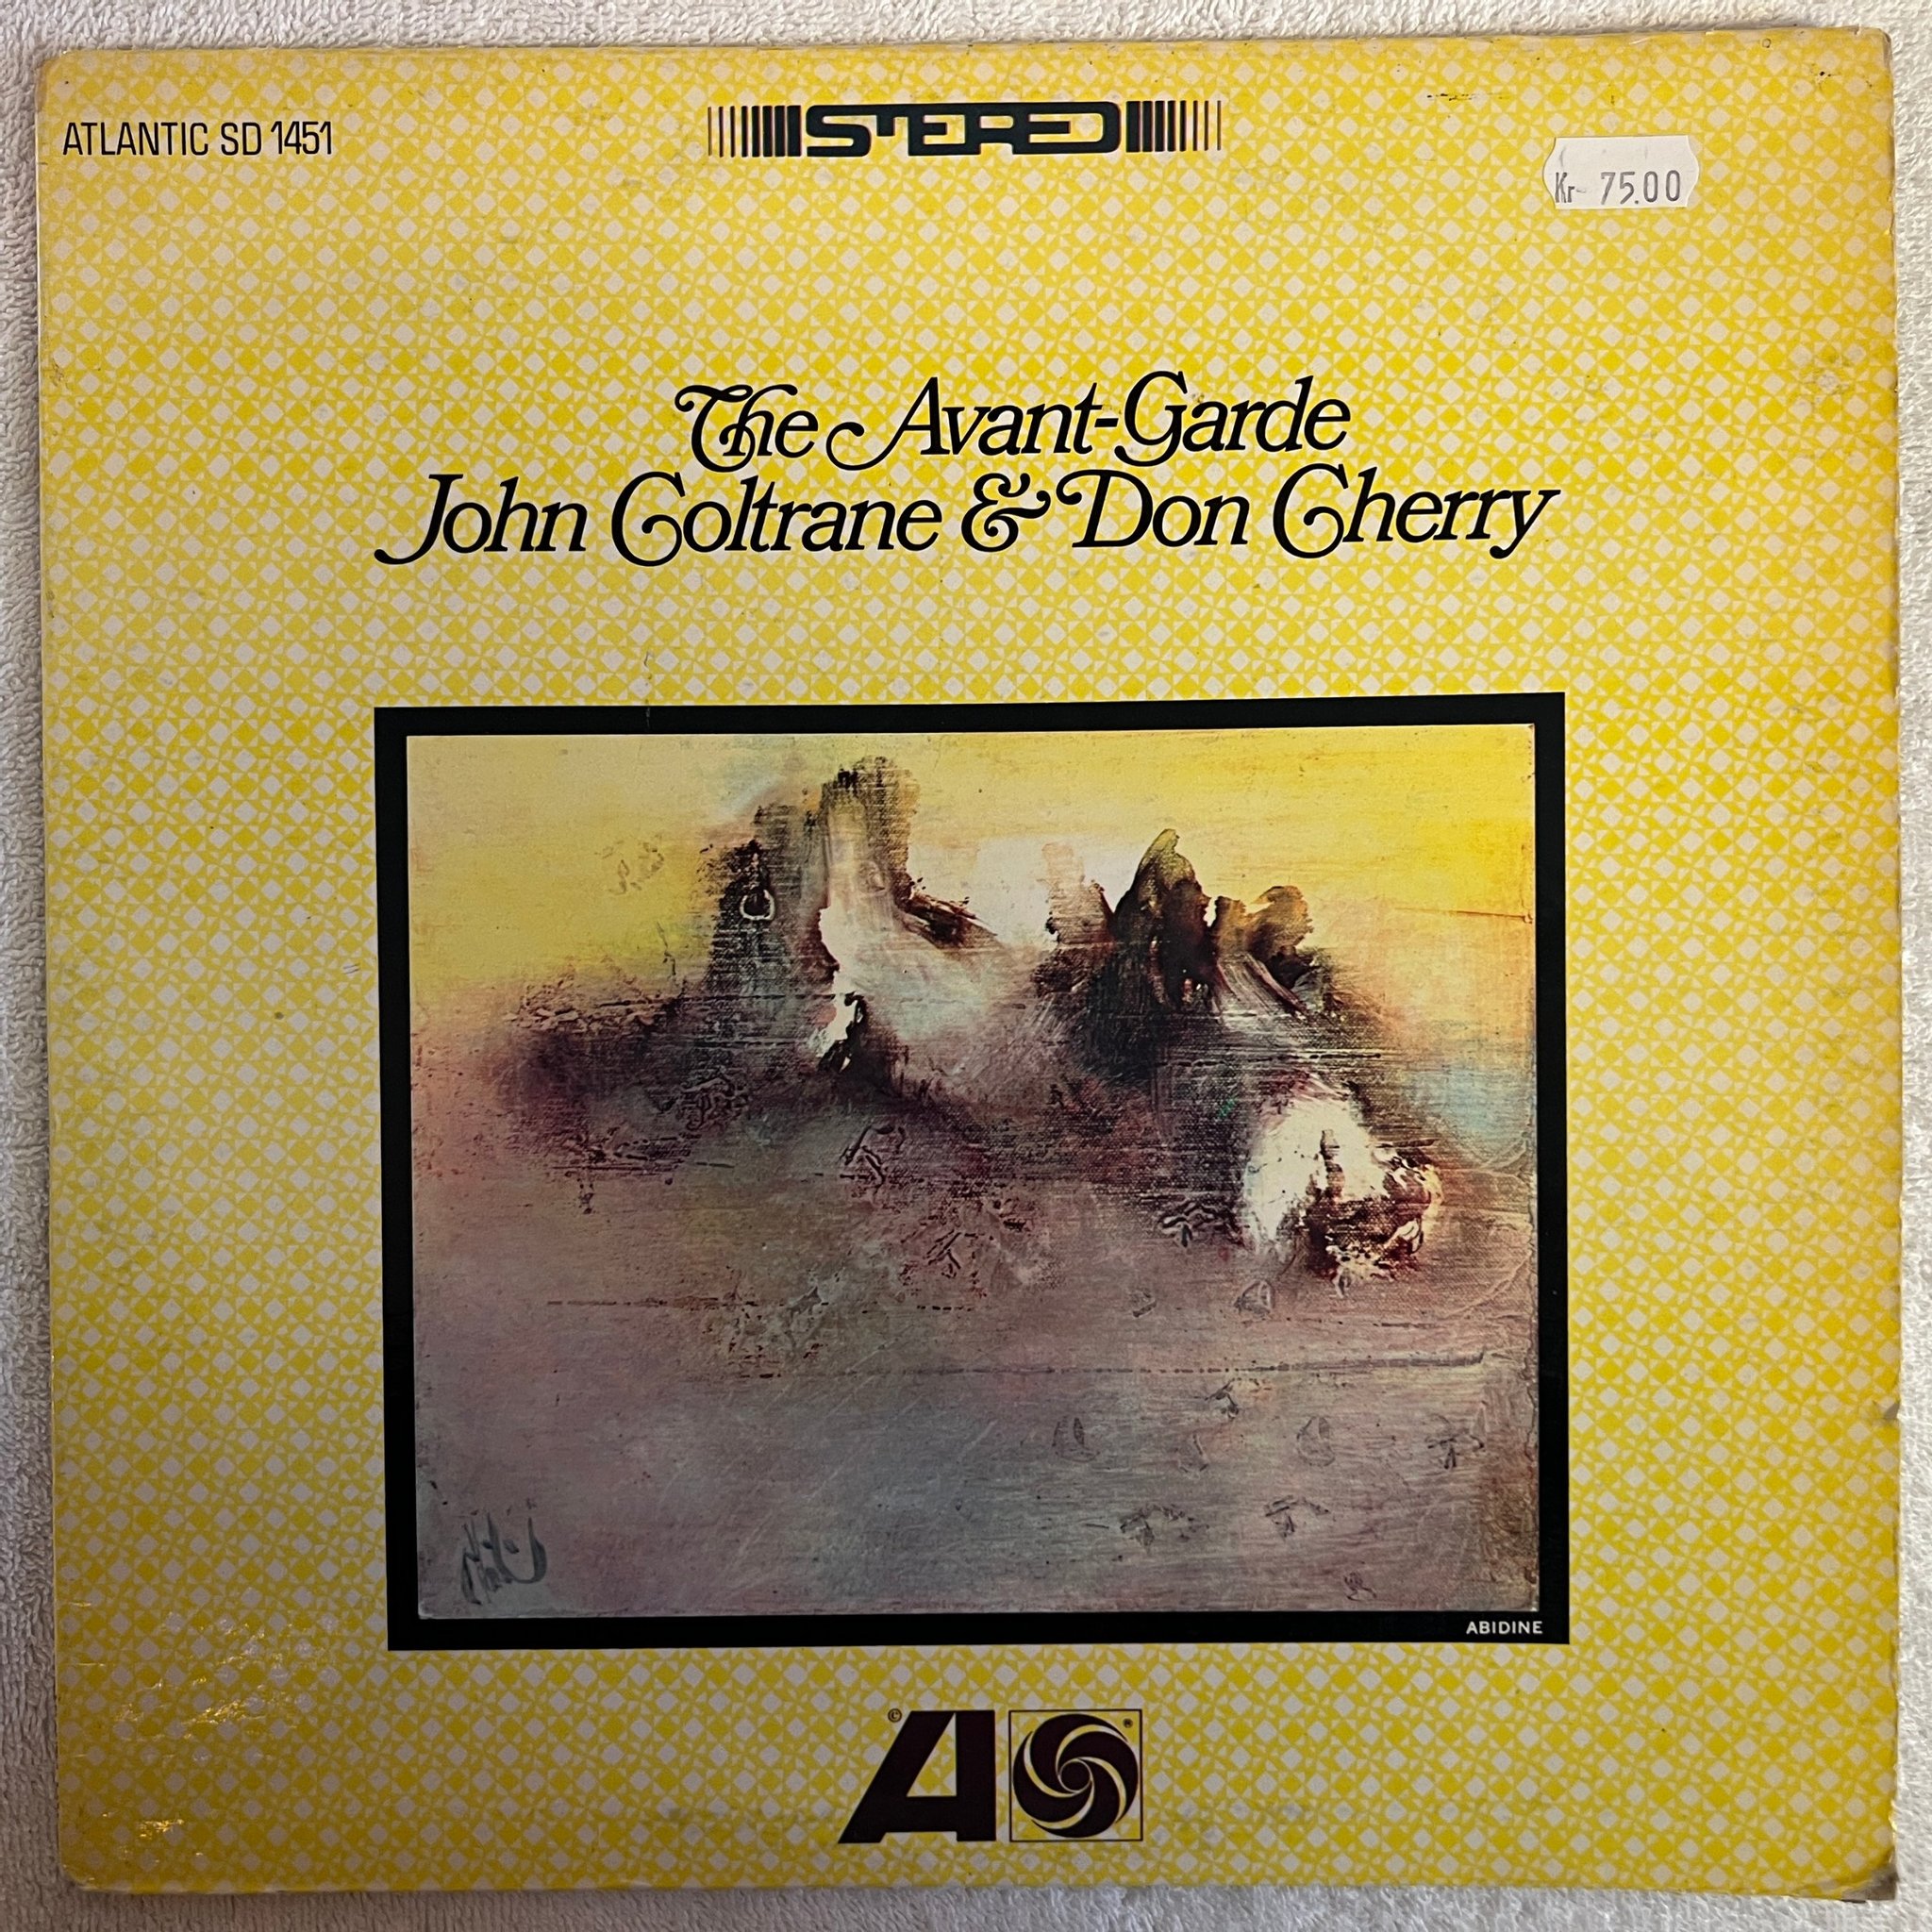 ATLANTIC SD 1451
STEREO
Kr 75.00
The Avant-Garde
John Coltrane & Don Cherry
ABIDINE
© A ®